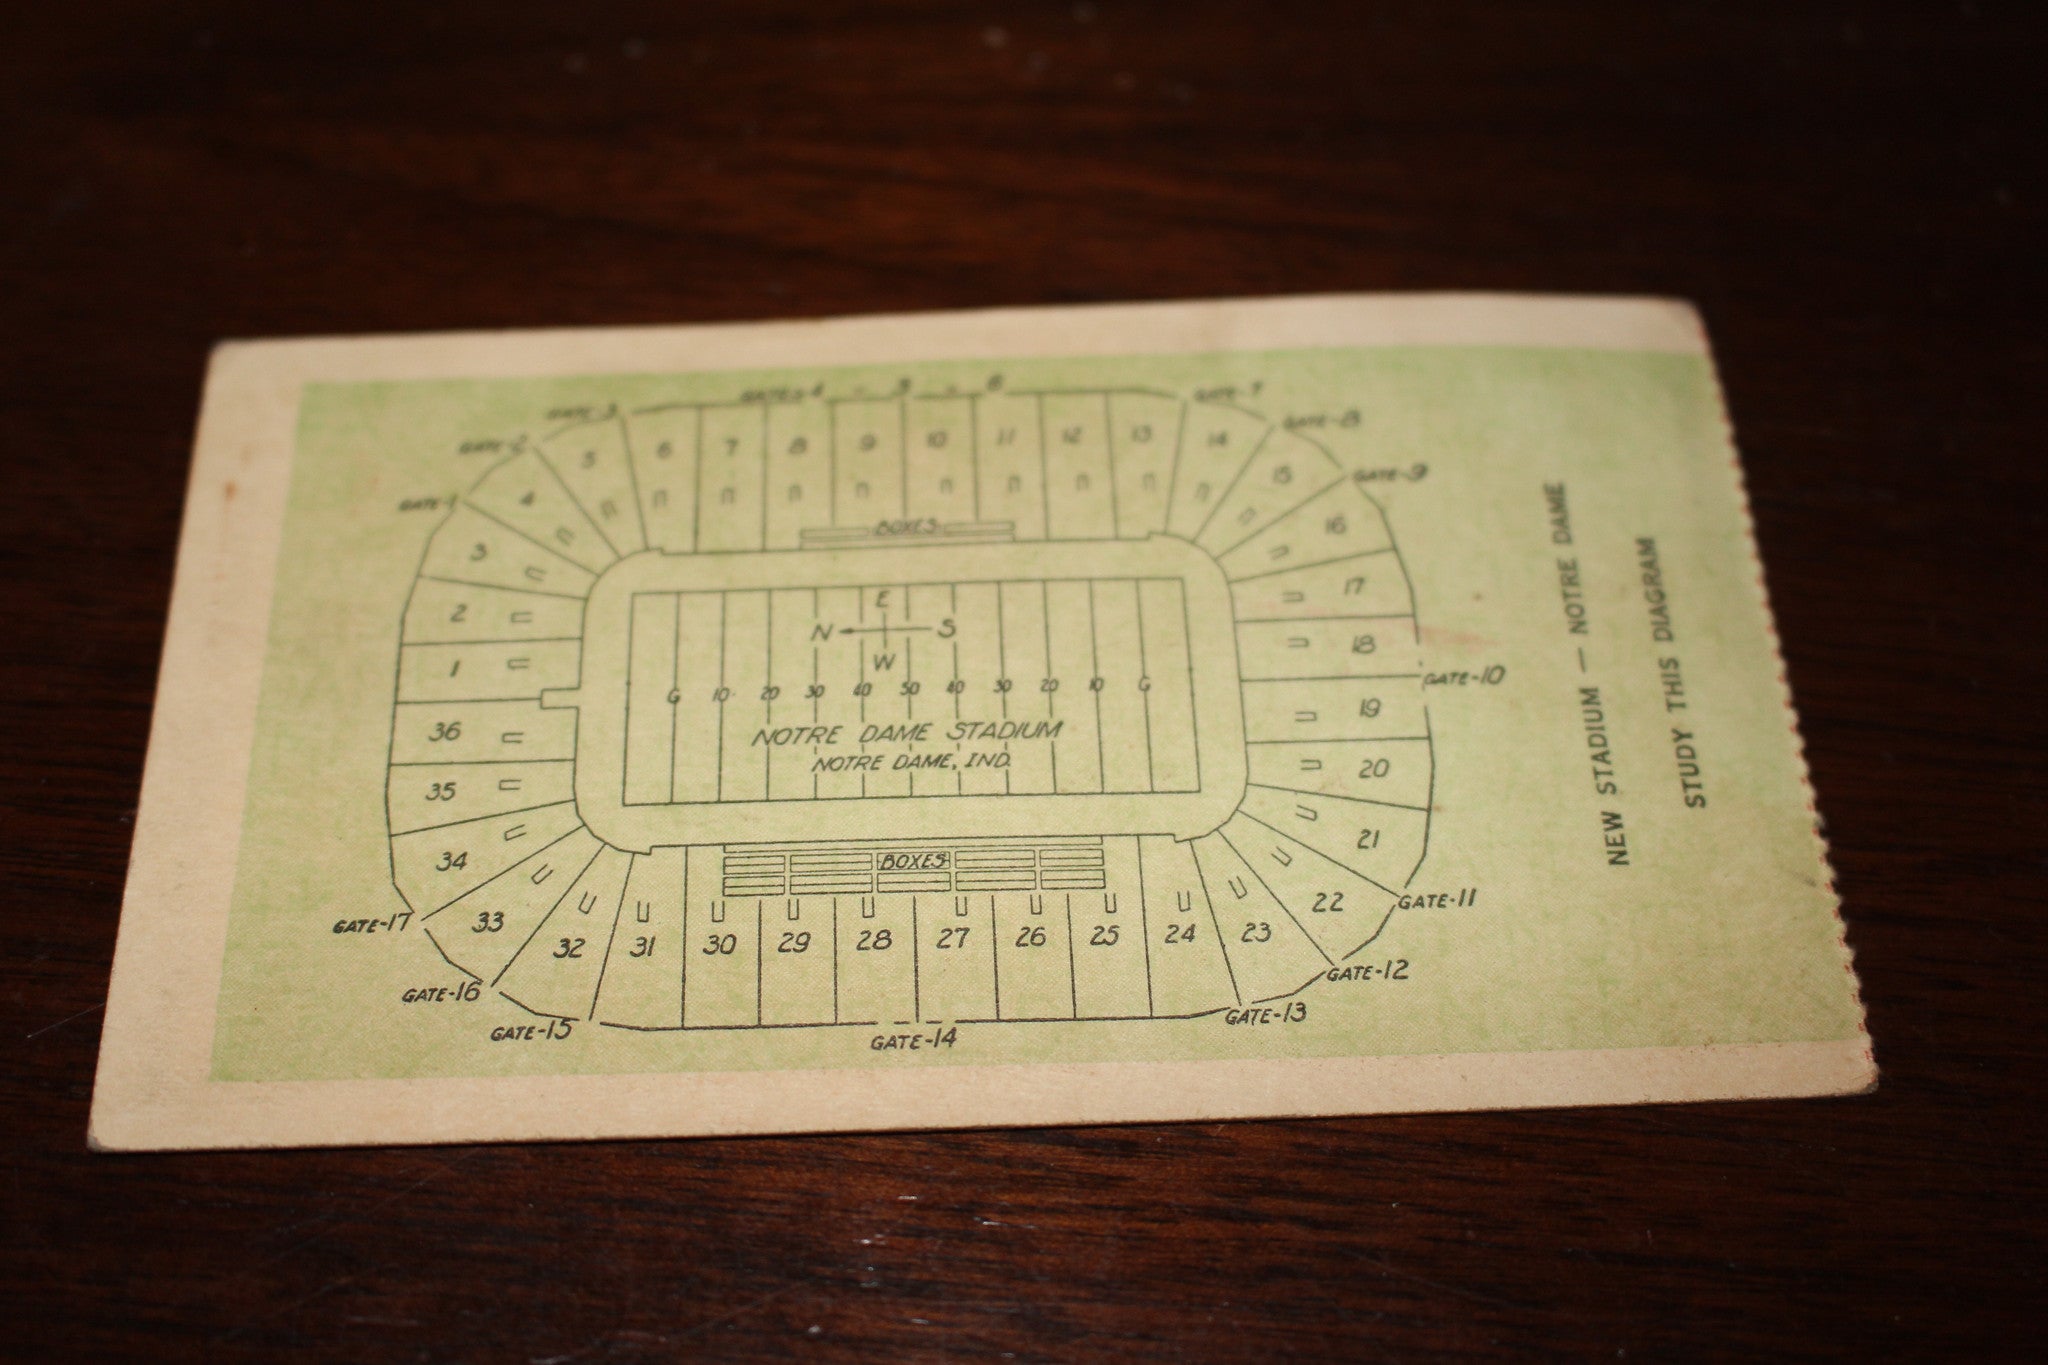 GATES-4 - 5 - 6
GATE-3
GATE-7
GATE-2
GATE-8
GATE-1
GATE-9
5 6 7 8 9 10 11 12 13 14
4 15
3 16
2 17
1 18
36 19
35 20
34 21
33 22
BOXES
E
N S
W
G 10 20 30 40 50 40 30 20 10 G
NOTRE DAME STADIUM
NOTRE DAME, IND.
BOXES
32 31 30 29 28 27 26 25 24 23
GATE-10
GATE-11
GATE-12
GATE-13
GATE-14
GATE-15
GATE-16
GATE-17
NEW STADIUM — NOTRE DAME
STUDY THIS DIAGRAM